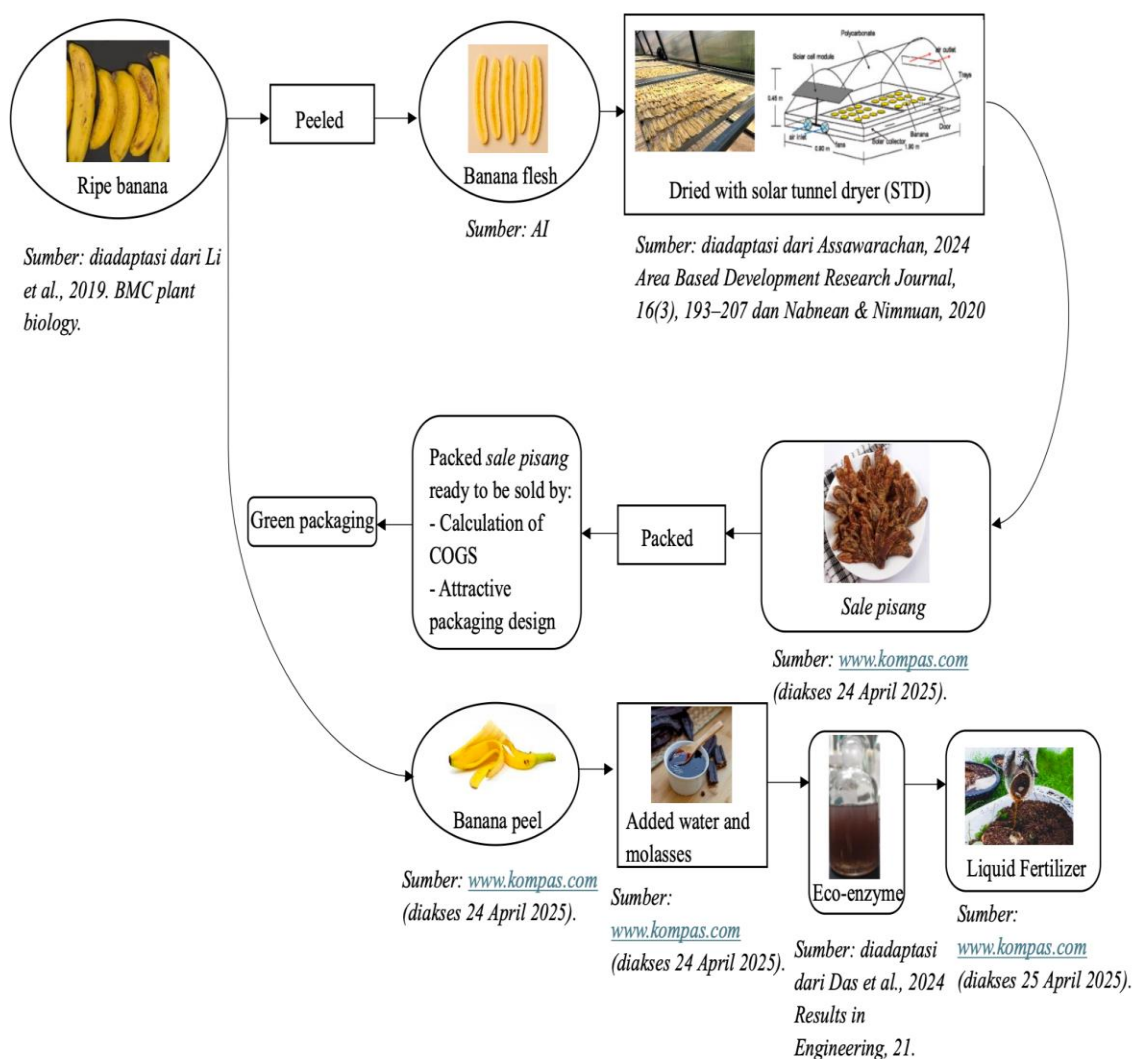 Ripe banana
Sumber: diadaptasi dari Li
et al., 2019. BMC plant
biology.
Peeled
Banana flesh
Sumber: AI
Polycarbonate
Solar cell module
air outlet
Trays
0.45 m
air inlet
fans
0.90 m
Solar collector
1.80 m
Banana
Door
Dried with solar tunnel dryer (STD)
Sumber: diadaptasi dari Assawarachan, 2024
Area Based Development Research Journal,
16(3), 193–207 dan Nabnean & Nimnuan, 2020
Sale pisang
Sumber: www.kompas.com
(diakses 24 April 2025).
Packed
Packed sale pisang
ready to be sold by:
- Calculation of
COGS
- Attractive
packaging design
Green packaging
Banana peel
Sumber: www.kompas.com
(diakses 24 April 2025).
Added water and
molasses
Sumber:
www.kompas.com
(diakses 24 April 2025).
Eco-enzyme
Sumber: diadaptasi
dari Das et al., 2024
Results in
Engineering, 21.
Liquid Fertilizer
Sumber:
www.kompas.com
(diakses 25 April 2025).